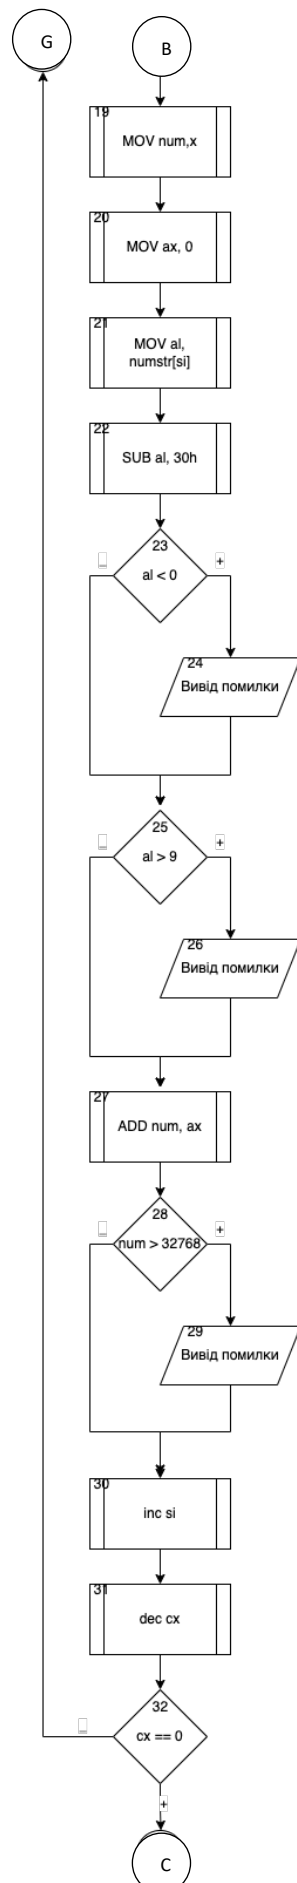 G
B
19
MOV num,x
20
MOV ax, 0
21
MOV al,
numstr[si]
22
SUB al, 30h
23
_
+
al < 0
24
Вивід помилки
25
_
+
al > 9
26
Вивід помилки
27
ADD num, ax
28
_
+
num > 32768
29
Вивід помилки
30
inc si
31
dec cx
32
_
cx == 0
+
C